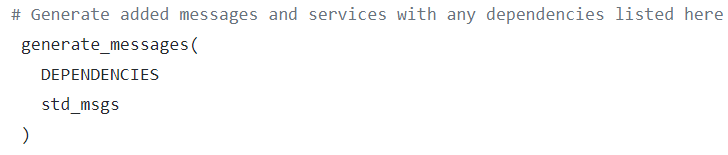 # Generate added messages and services with any dependencies listed here
generate_messages(
DEPENDENCIES
std_msgs
)